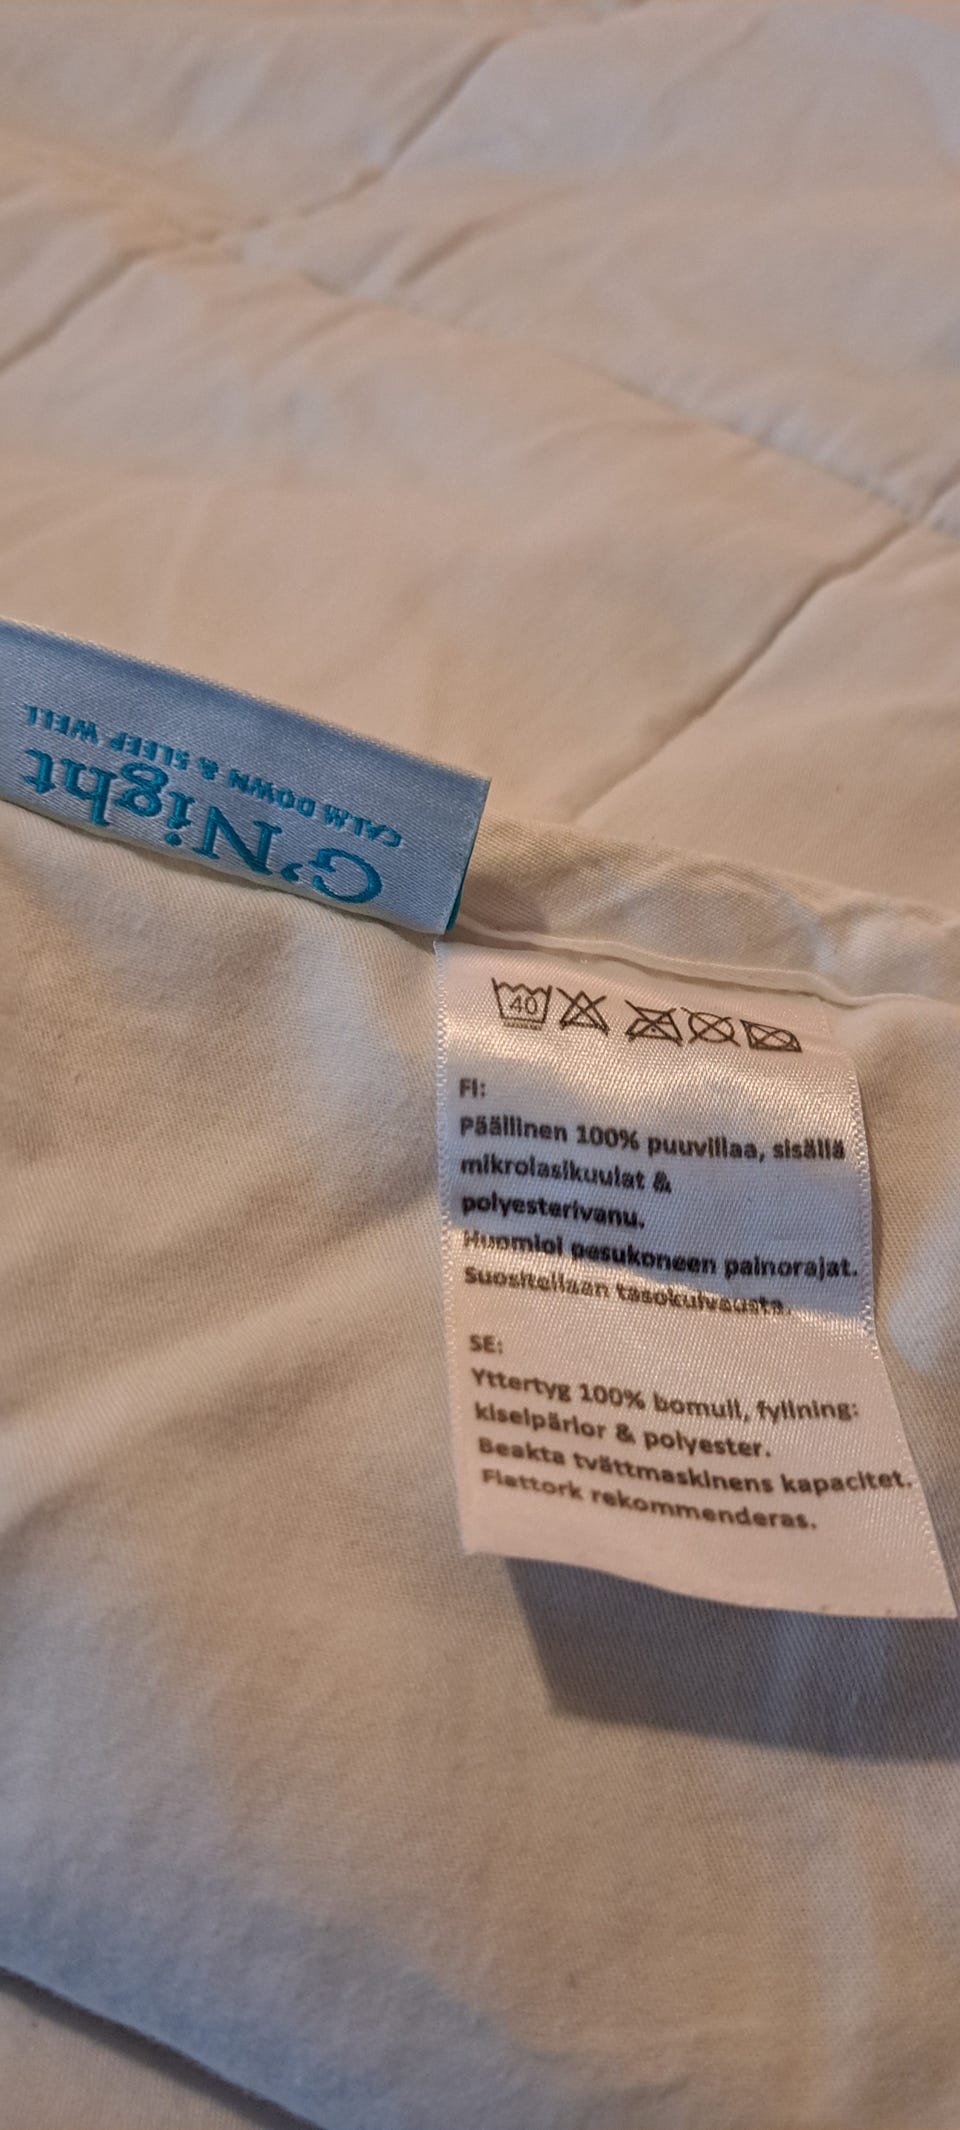 G'Night
CALM DOWN & SLEEP WELL
40
FI:
Päällinen 100% puuvillaa, sisällä
mikrolasikuulat &
polyesterivanu.
Huomioi pesukoneen painorajat.
Suositellaan tasokuivausta.
SE:
Yttertyg 100% bomull, fyllning:
kiselpärlor & polyester.
Beakta tvättmaskinens kapacitet.
Flattork rekommenderas.